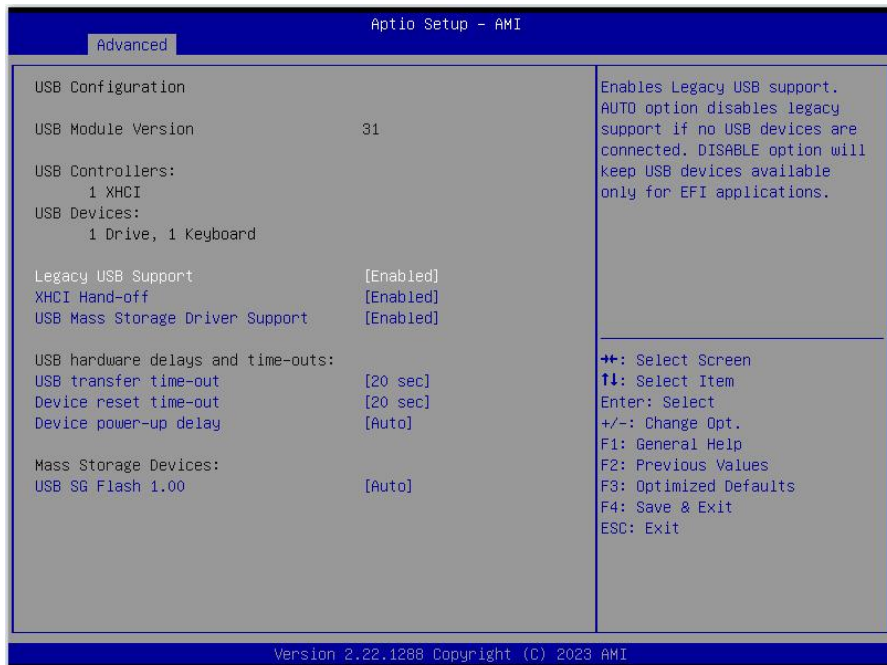 Aptio Setup – AMI
Advanced
USB Configuration
USB Module Version 31
USB Controllers:
1 XHCI
USB Devices:
1 Drive, 1 Keyboard
Legacy USB Support [Enabled]
XHCI Hand-off [Enabled]
USB Mass Storage Driver Support [Enabled]
USB hardware delays and time-outs:
USB transfer time-out [20 sec]
Device reset time-out [20 sec]
Device power-up delay [Auto]
Mass Storage Devices:
USB SG Flash 1.00 [Auto]
Enables Legacy USB support.
AUTO option disables legacy
support if no USB devices are
connected. DISABLE option will
keep USB devices available
only for EFI applications.
→←: Select Screen
↑↓: Select Item
Enter: Select
+/-: Change Opt.
F1: General Help
F2: Previous Values
F3: Optimized Defaults
F4: Save & Exit
ESC: Exit
Version 2.22.1288 Copyright (C) 2023 AMI